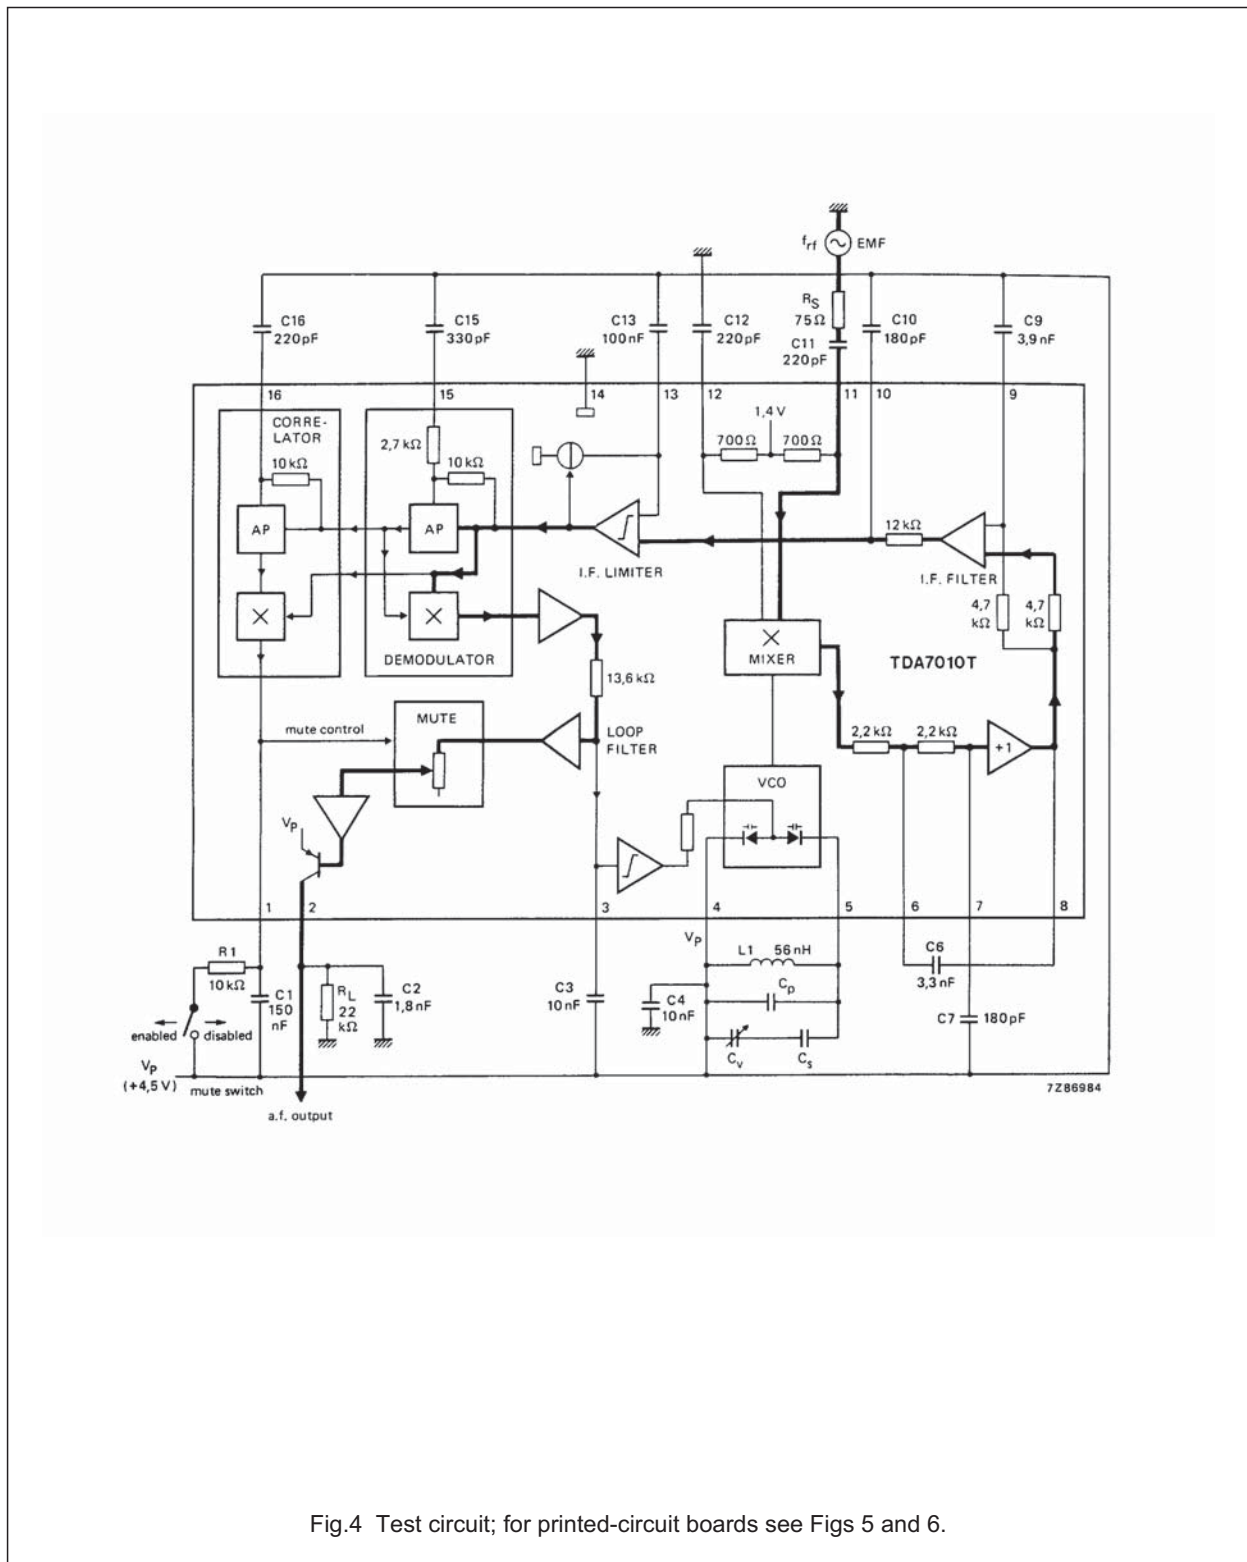 f_rf
EMF
R_S
75Ω
C16
220pF
C15
330pF
C13
100nF
C12
220pF
C11
220pF
C10
180pF
C9
3,9nF
16
15
14
13
12
11
10
9
CORRE-
LATOR
10kΩ
2,7kΩ
10kΩ
1,4V
700Ω
700Ω
AP
AP
12kΩ
I.F. LIMITER
I.F. FILTER
4,7
kΩ
4,7
kΩ
DEMODULATOR
MIXER
TDA7010T
13,6kΩ
MUTE
mute control
LOOP
FILTER
2,2kΩ
2,2kΩ
+1
VCO
V_P
1
2
3
4
5
6
7
8
V_P
R1
10kΩ
C1
150
nF
R_L
22
kΩ
C2
1,8nF
C3
10nF
C4
10nF
L1 56nH
C_p
C_v
C_s
C6
3,3nF
C7
180pF
enabled
disabled
V_P
(+4,5V)
mute switch
a.f. output
7Z86984
Fig.4 Test circuit; for printed-circuit boards see Figs 5 and 6.